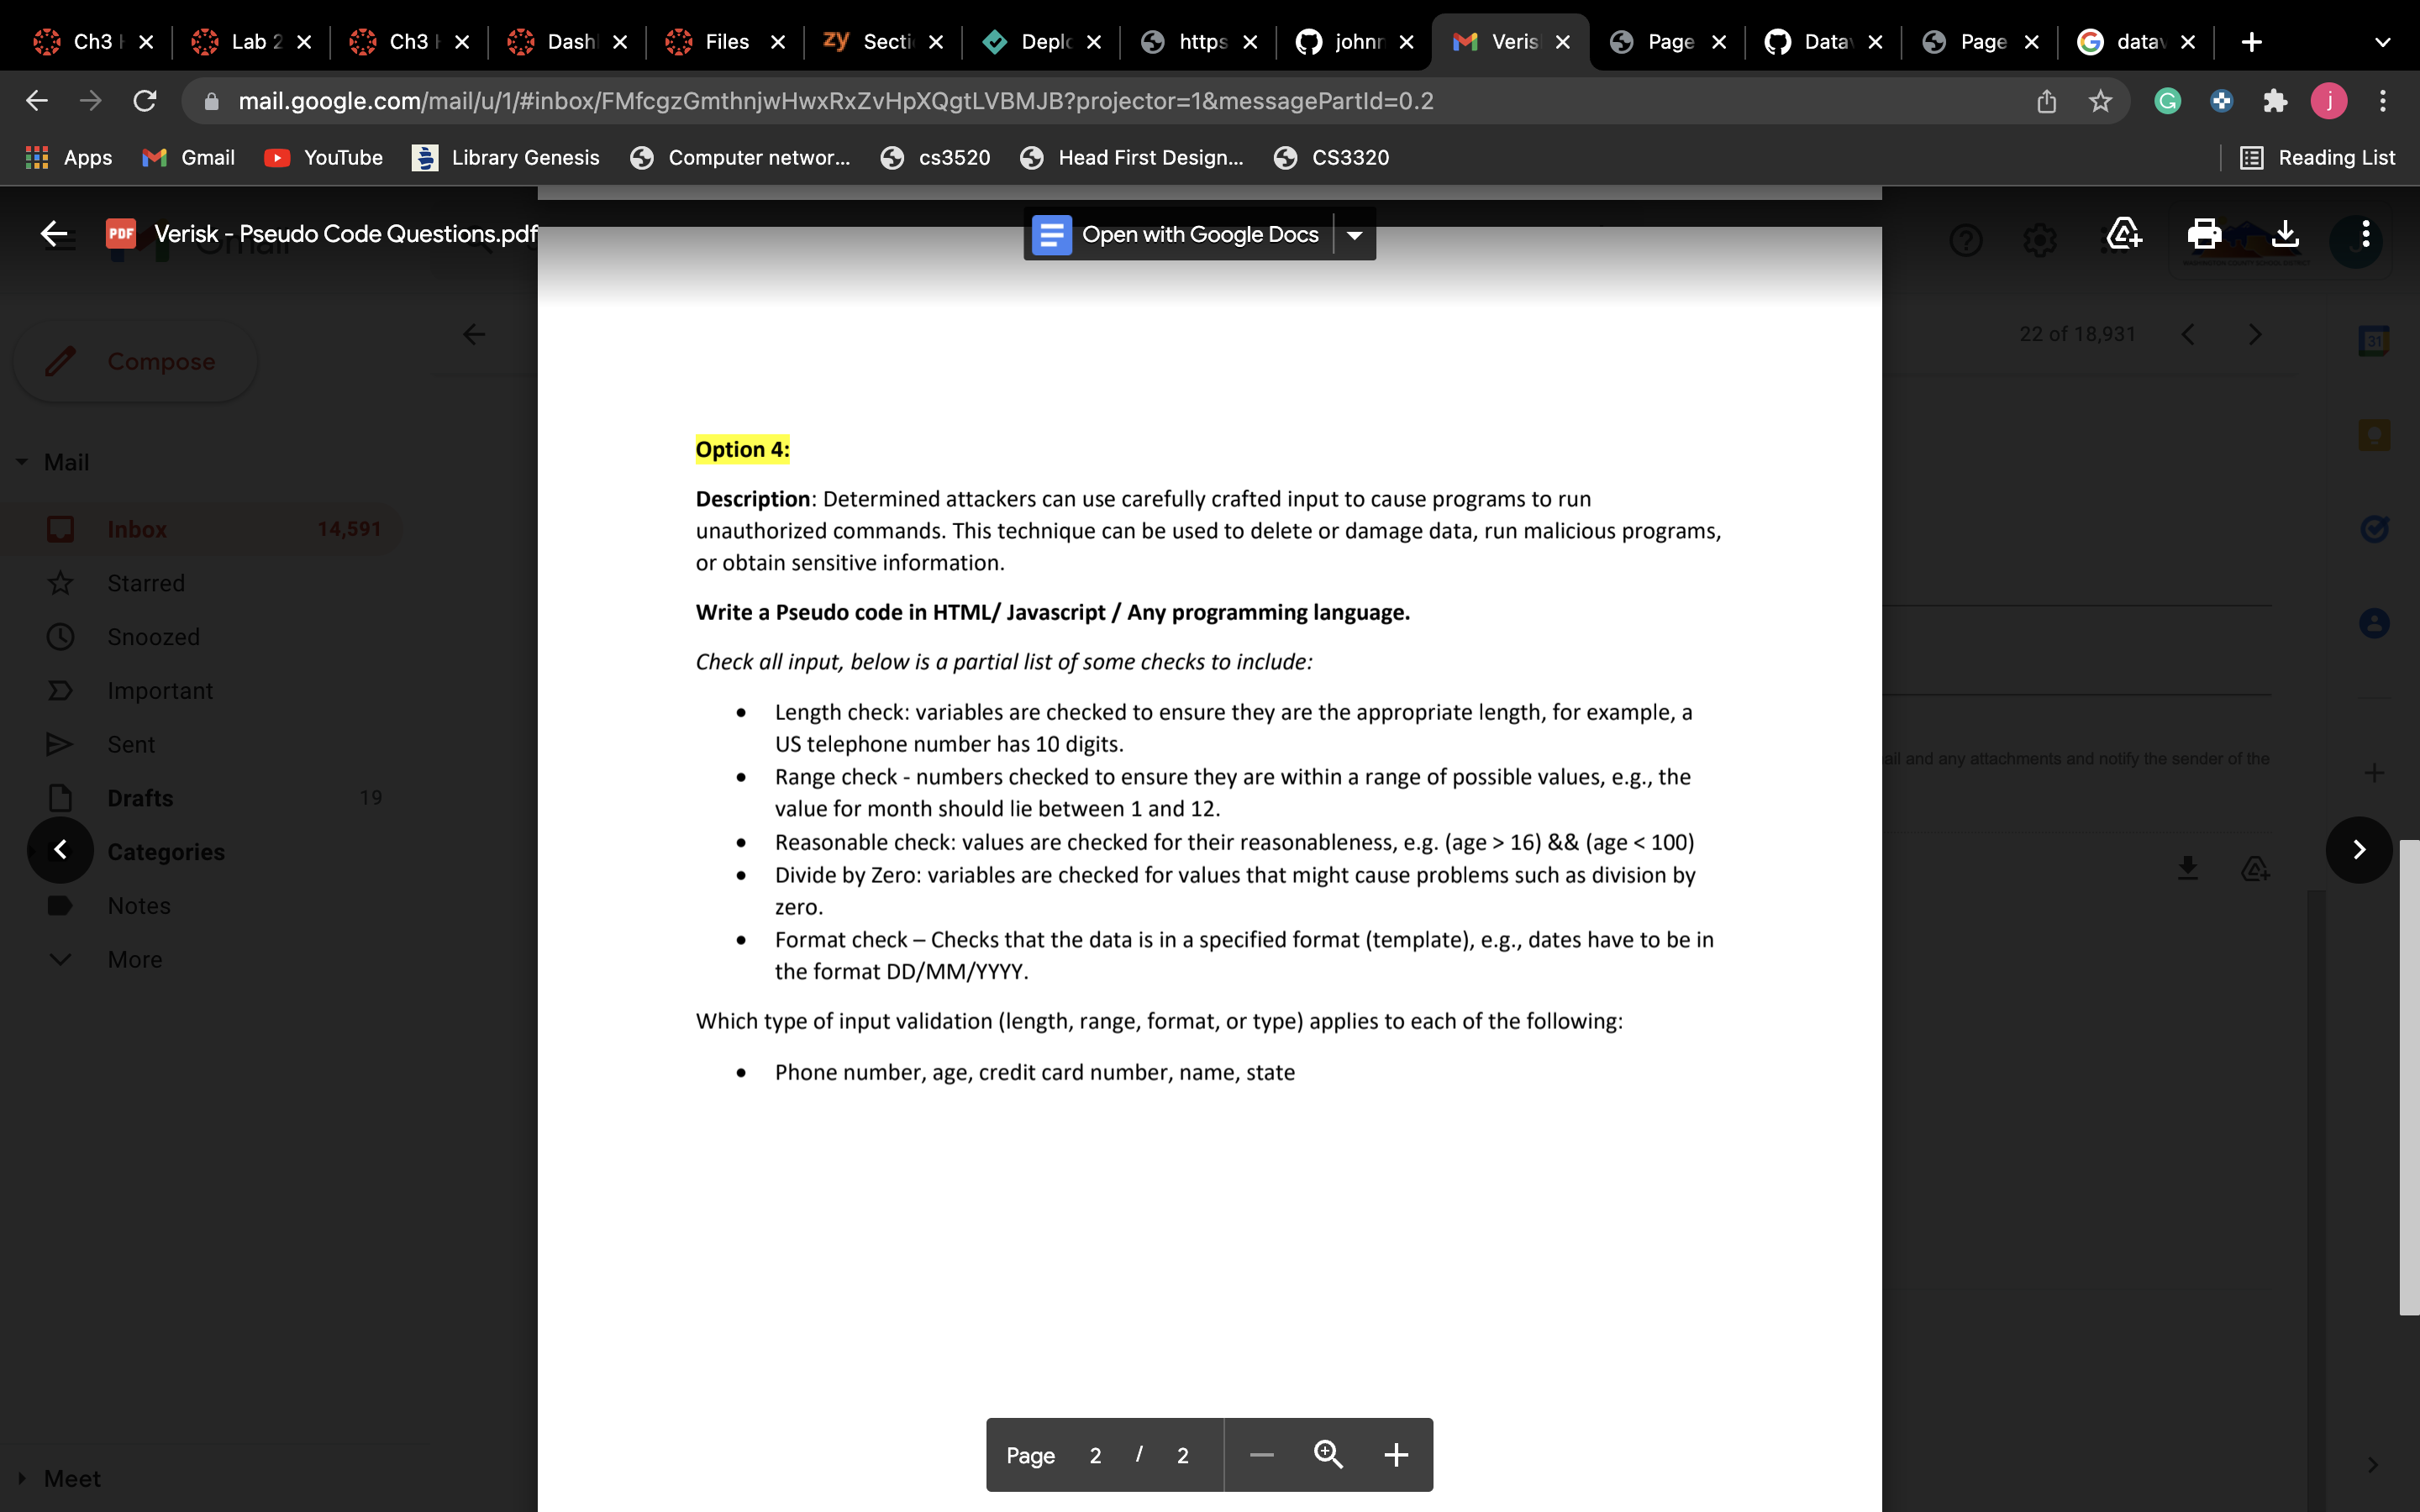 Ch3
Lab 2
Ch3
Dash
Files
zy Secti
Deplo
https
johnr
Veris
Page
Data
Page
G data
mail.google.com/mail/u/1/#inbox/FMfcgzGmthnjwHwxRxZvHpXQgtLVBMJB?projector=1&messagePartId=0.2
G
j
Apps
Gmail
YouTube
Library Genesis
Computer networ...
cs3520
Head First Design...
CS3320
Reading List
PDF
Verisk - Pseudo Code Questions.pdf
Open with Google Docs
Compose
22 of 18,931
31
Mail
Inbox 14,591
Starred
Snoozed
Important
Sent
Drafts 19
Categories
Notes
More
Meet
ail and any attachments and notify the sender of the
Option 4:
Description: Determined attackers can use carefully crafted input to cause programs to run
unauthorized commands. This technique can be used to delete or damage data, run malicious programs,
or obtain sensitive information.
Write a Pseudo code in HTML/ Javascript / Any programming language.
Check all input, below is a partial list of some checks to include:
• Length check: variables are checked to ensure they are the appropriate length, for example, a
US telephone number has 10 digits.
• Range check - numbers checked to ensure they are within a range of possible values, e.g., the
value for month should lie between 1 and 12.
• Reasonable check: values are checked for their reasonableness, e.g. (age > 16) && (age < 100)
• Divide by Zero: variables are checked for values that might cause problems such as division by
zero.
• Format check – Checks that the data is in a specified format (template), e.g., dates have to be in
the format DD/MM/YYYY.
Which type of input validation (length, range, format, or type) applies to each of the following:
• Phone number, age, credit card number, name, state
Page 2 / 2